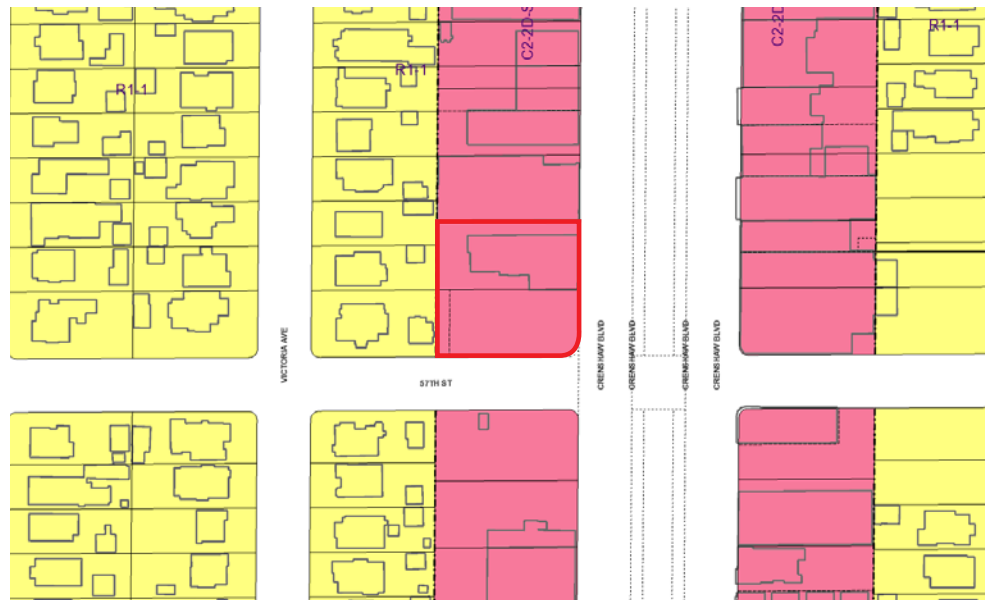 C2-2D-S
C2-2D
R1-1
R1-1
R1-1
VICTORIA AVE
57TH ST
CRENSHAW BLVD
CRENSHAW BLVD
CRENSHAW BLVD
CRENSHAW BLVD